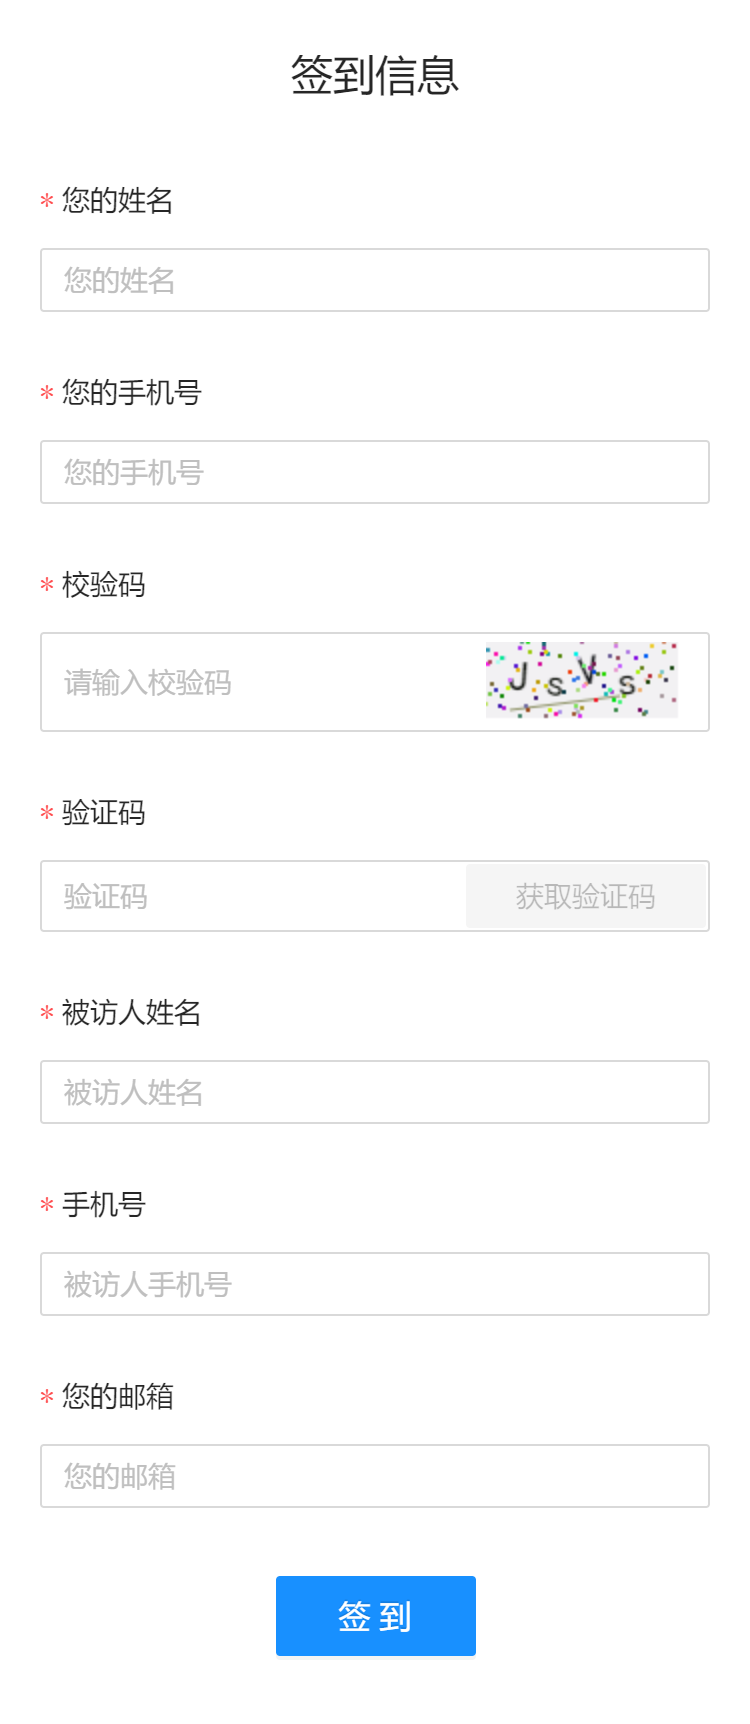 签到信息
* 您的姓名
您的姓名
* 您的手机号
您的手机号
* 校验码
请输入校验码
JsVs
* 验证码
验证码
获取验证码
* 被访人姓名
被访人姓名
* 手机号
被访人手机号
* 您的邮箱
您的邮箱
签到